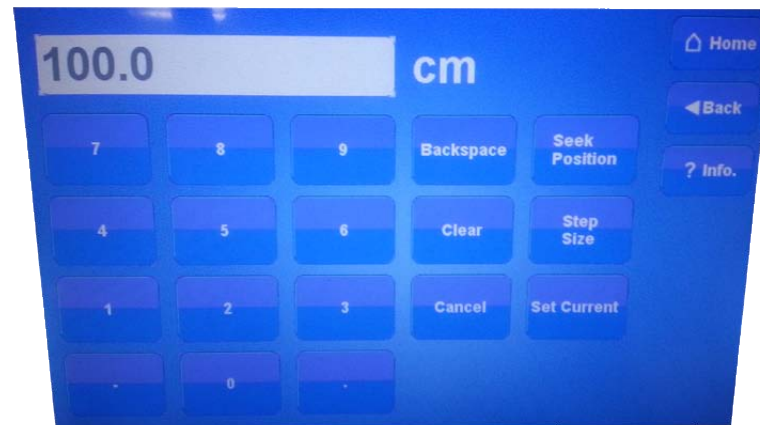 100.0 cm
Home
Back
? Info.
7 8 9 Backspace Seek Position
4 5 6 Clear Step Size
1 2 3 Cancel Set Current
- 0 .